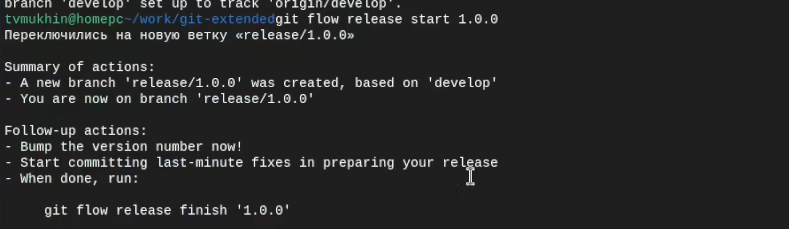 branch 'develop' set up to track 'origin/develop'.
tvmukhin@homepc~/work/git-extendedgit flow release start 1.0.0
Переключились на новую ветку «release/1.0.0»
Summary of actions:
- A new branch 'release/1.0.0' was created, based on 'develop'
- You are now on branch 'release/1.0.0'
Follow-up actions:
- Bump the version number now!
- Start committing last-minute fixes in preparing your release
- When done, run:
git flow release finish '1.0.0'